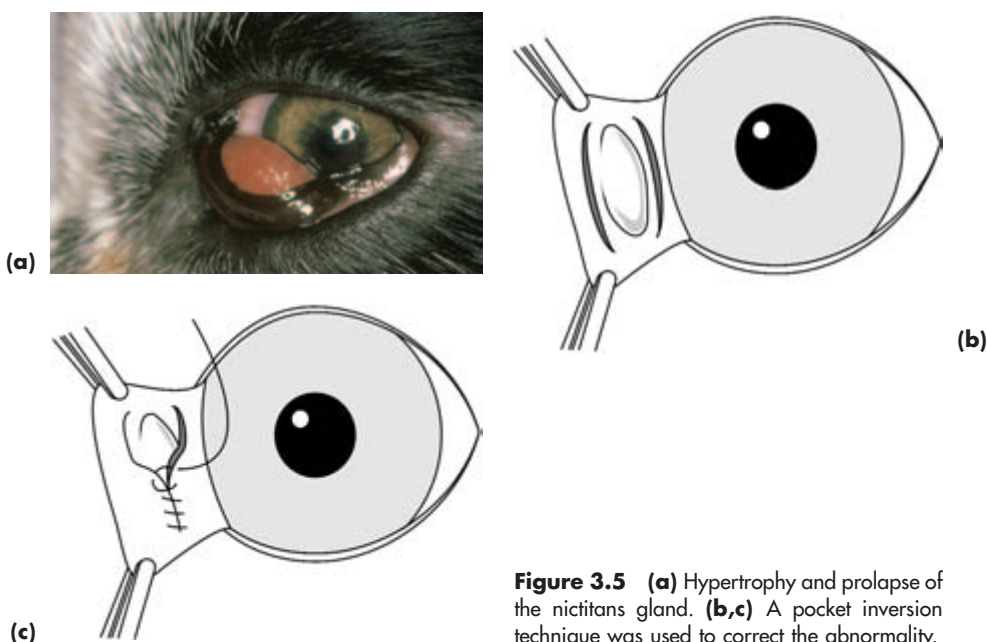 (a)
(b)
(c)
Figure 3.5 (a) Hypertrophy and prolapse of
the nictitans gland. (b,c) A pocket inversion
technique was used to correct the abnormality.